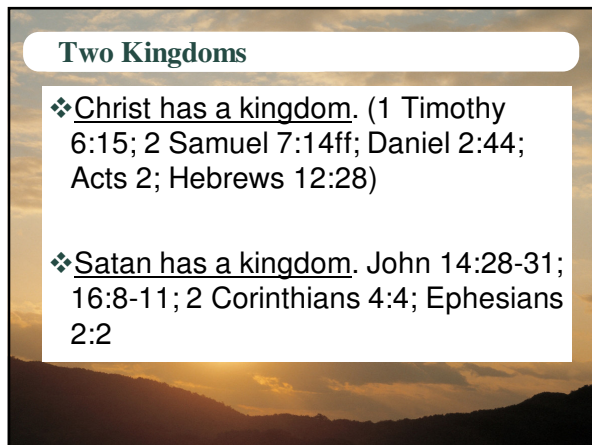 Two Kingdoms
❖Christ has a kingdom. (1 Timothy
6:15; 2 Samuel 7:14ff; Daniel 2:44;
Acts 2; Hebrews 12:28)
❖Satan has a kingdom. John 14:28-31;
16:8-11; 2 Corinthians 4:4; Ephesians
2:2